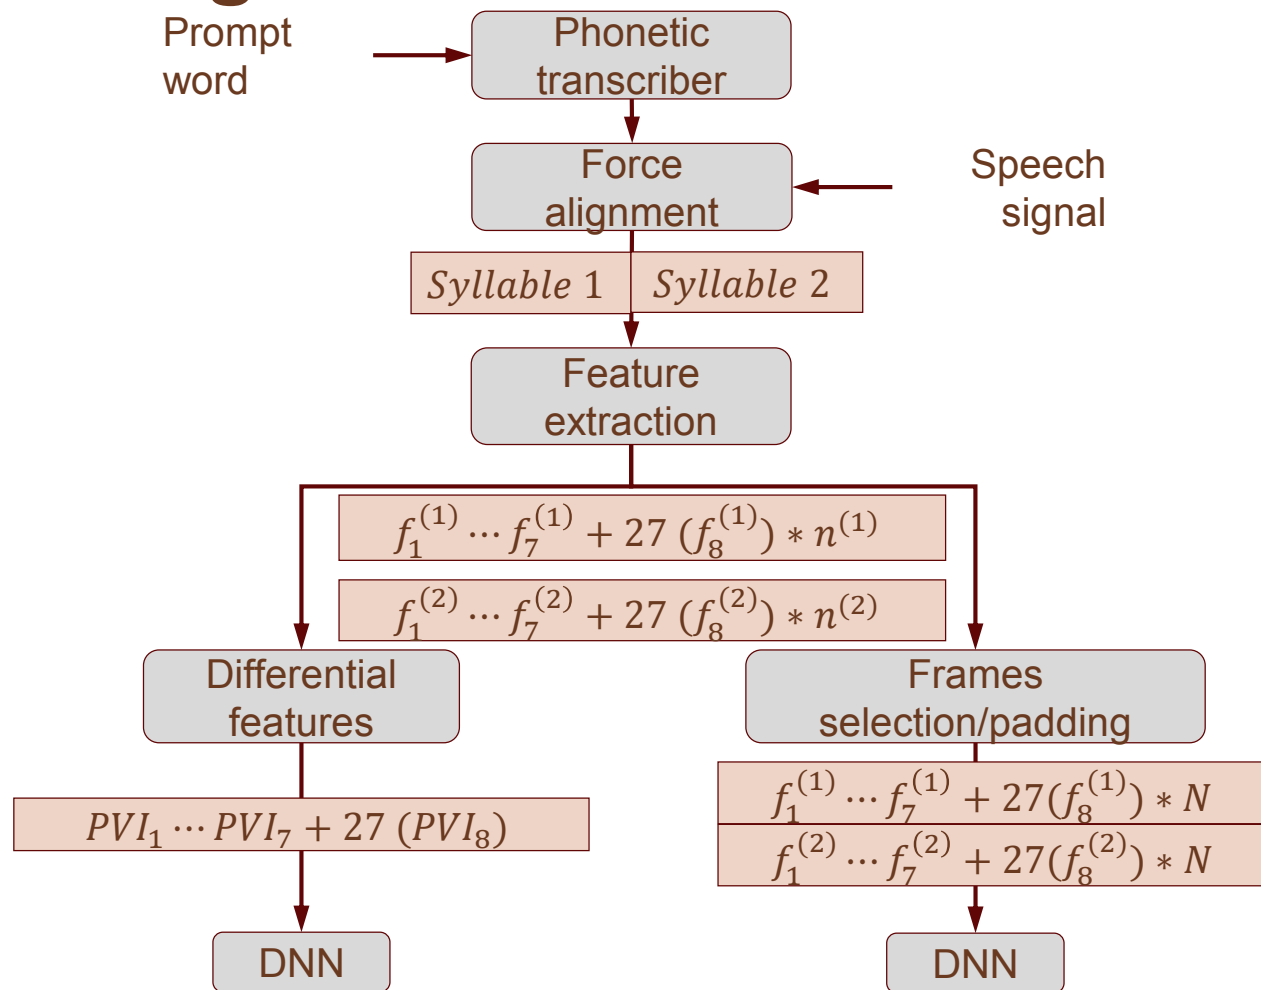 Prompt
word
Phonetic
transcriber
Force
alignment
Speech
signal
Syllable 1
Syllable 2
Feature
extraction
f_1^{(1)} ⋯ f_7^{(1)} + 27 (f_8^{(1)}) * n^{(1)}
f_1^{(2)} ⋯ f_7^{(2)} + 27 (f_8^{(2)}) * n^{(2)}
Differential
features
Frames
selection/padding
PVI_1 ⋯ PVI_7 + 27 (PVI_8)
f_1^{(1)} ⋯ f_7^{(1)} + 27(f_8^{(1)}) * N
f_1^{(2)} ⋯ f_7^{(2)} + 27(f_8^{(2)}) * N
DNN
DNN